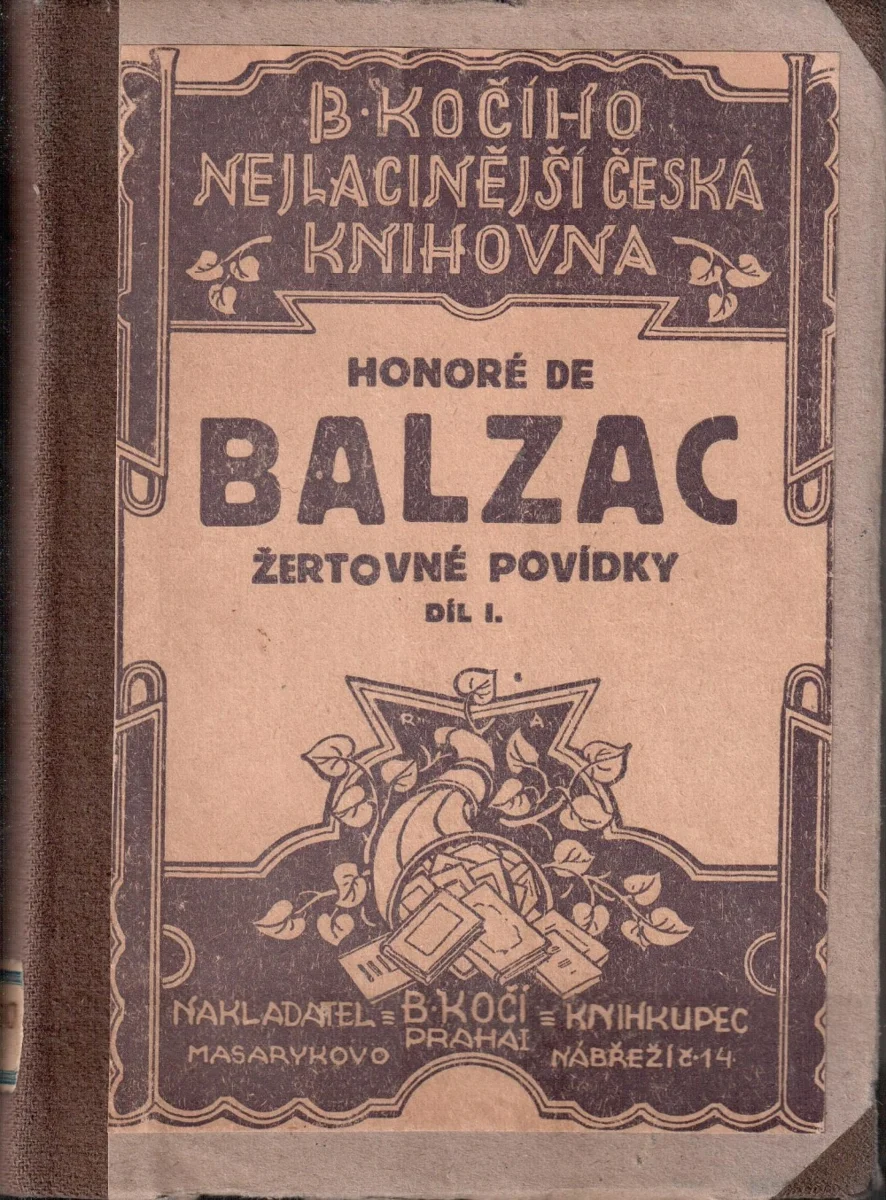 B·KOČÍHO
NEJLACINĚJŠÍ ČESKÁ
KNIHOVNA
HONORÉ DE
BALZAC
ŽERTOVNÉ POVÍDKY
DÍL I.
R A
NAKLADATEL = B·KOČÍ = KNIHKUPEC
PRAHA I
MASARYKOVO NÁBŘEŽÍ č·14